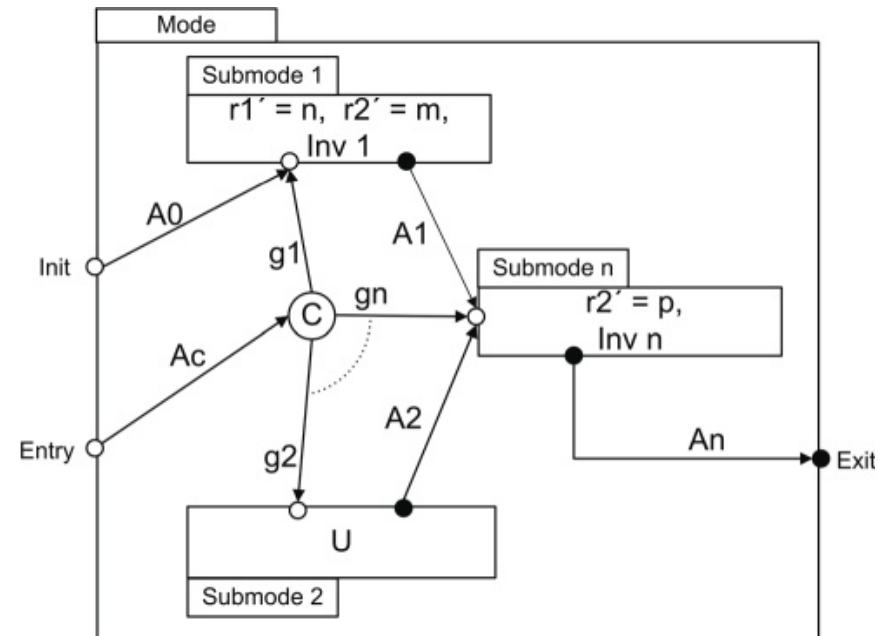 Mode
Submode 1
r1´ = n, r2´ = m,
Inv 1
A0
A1
g1
Init
Submode n
gn
r2´ = p,
C
Inv n
Ac
A2
An
Entry
g2
Exit
U
Submode 2